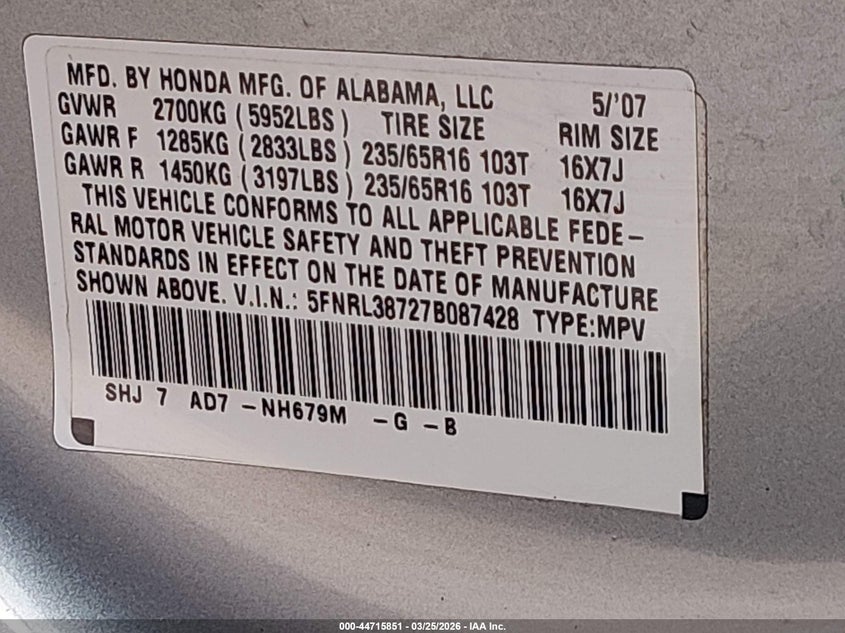 MFD. BY HONDA MFG. OF ALABAMA, LLC 5/'07
GVWR 2700KG (5952LBS) TIRE SIZE RIM SIZE
GAWR F 1285KG (2833LBS) 235/65R16 103T 16X7J
GAWR R 1450KG (3197LBS) 235/65R16 103T 16X7J
THIS VEHICLE CONFORMS TO ALL APPLICABLE FEDE–
RAL MOTOR VEHICLE SAFETY AND THEFT PREVENTION
STANDARDS IN EFFECT ON THE DATE OF MANUFACTURE
SHOWN ABOVE. V.I.N.: 5FNRL38727B087428 TYPE:MPV
SHJ 7 AD7 –NH679M –G –B
000-44715851 - 03/25/2026 - IAA Inc.